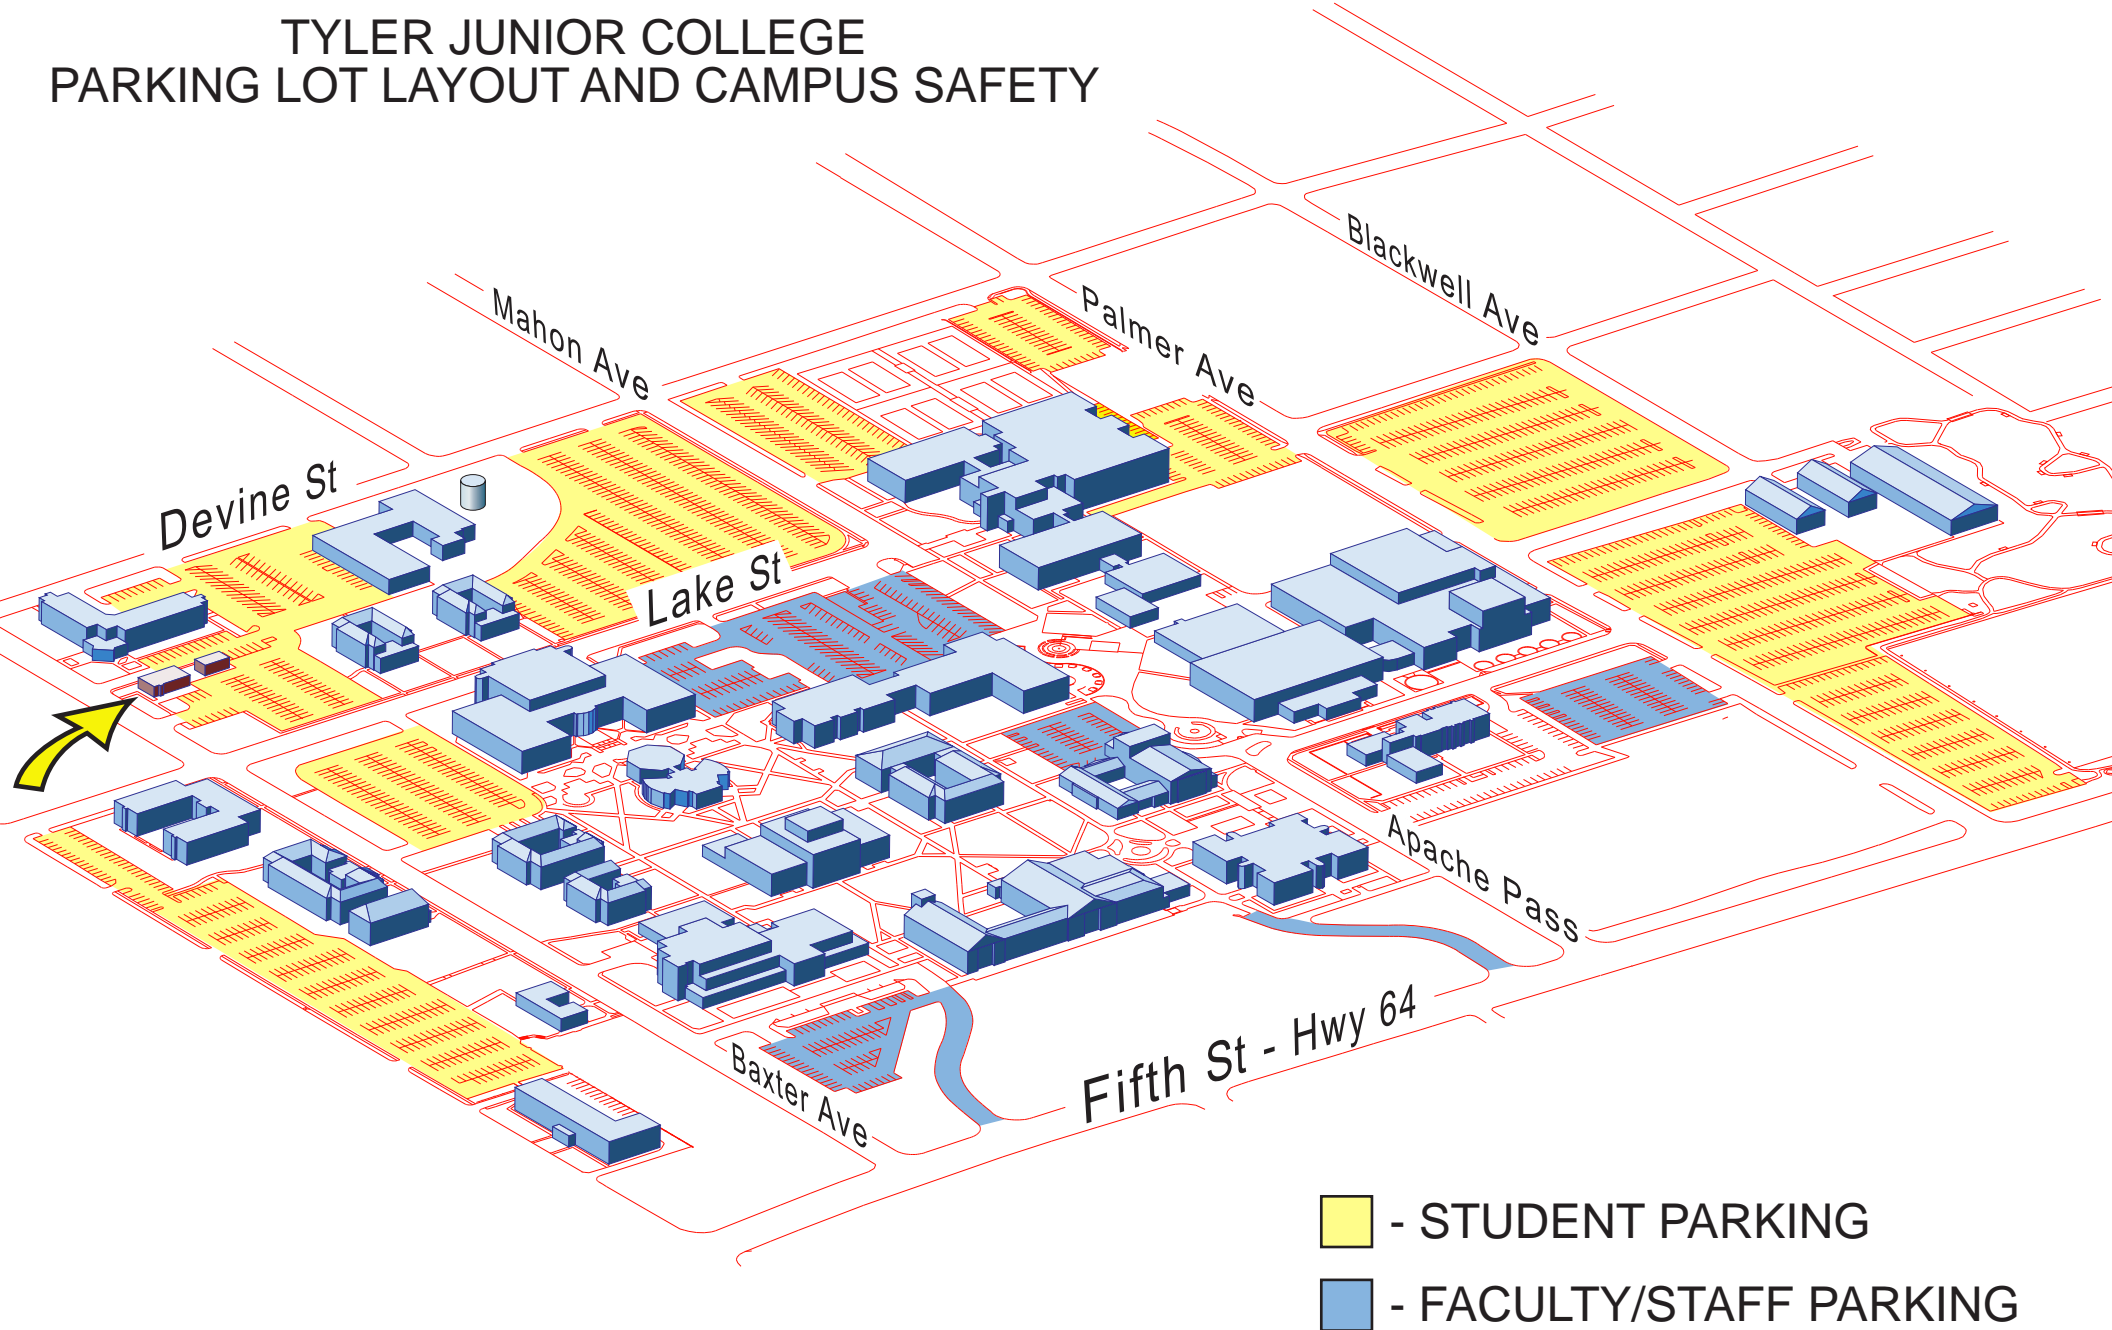 TYLER JUNIOR COLLEGE
PARKING LOT LAYOUT AND CAMPUS SAFETY
Blackwell Ave
Palmer Ave
Mahon Ave
Devine St
Lake St
Apache Pass
Fifth St - Hwy 64
Baxter Ave
- STUDENT PARKING
- FACULTY/STAFF PARKING